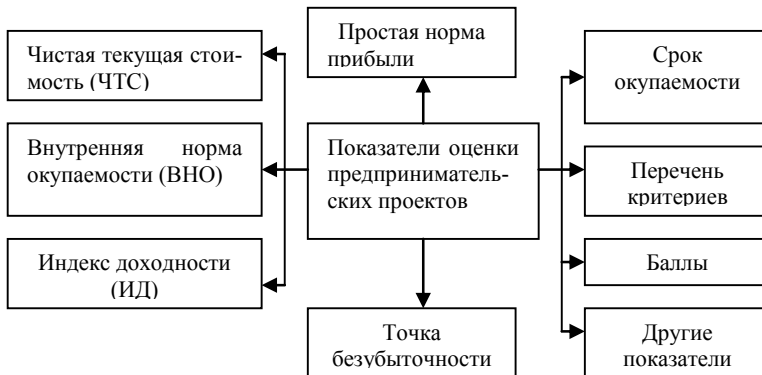 Чистая текущая стои-
мость (ЧТС)
Внутренняя норма
окупаемости (ВНО)
Индекс доходности
(ИД)
Простая норма
прибыли
Показатели оценки
предприниматель-
ских проектов
Точка
безубыточности
Срок
окупаемости
Перечень
критериев
Баллы
Другие
показатели